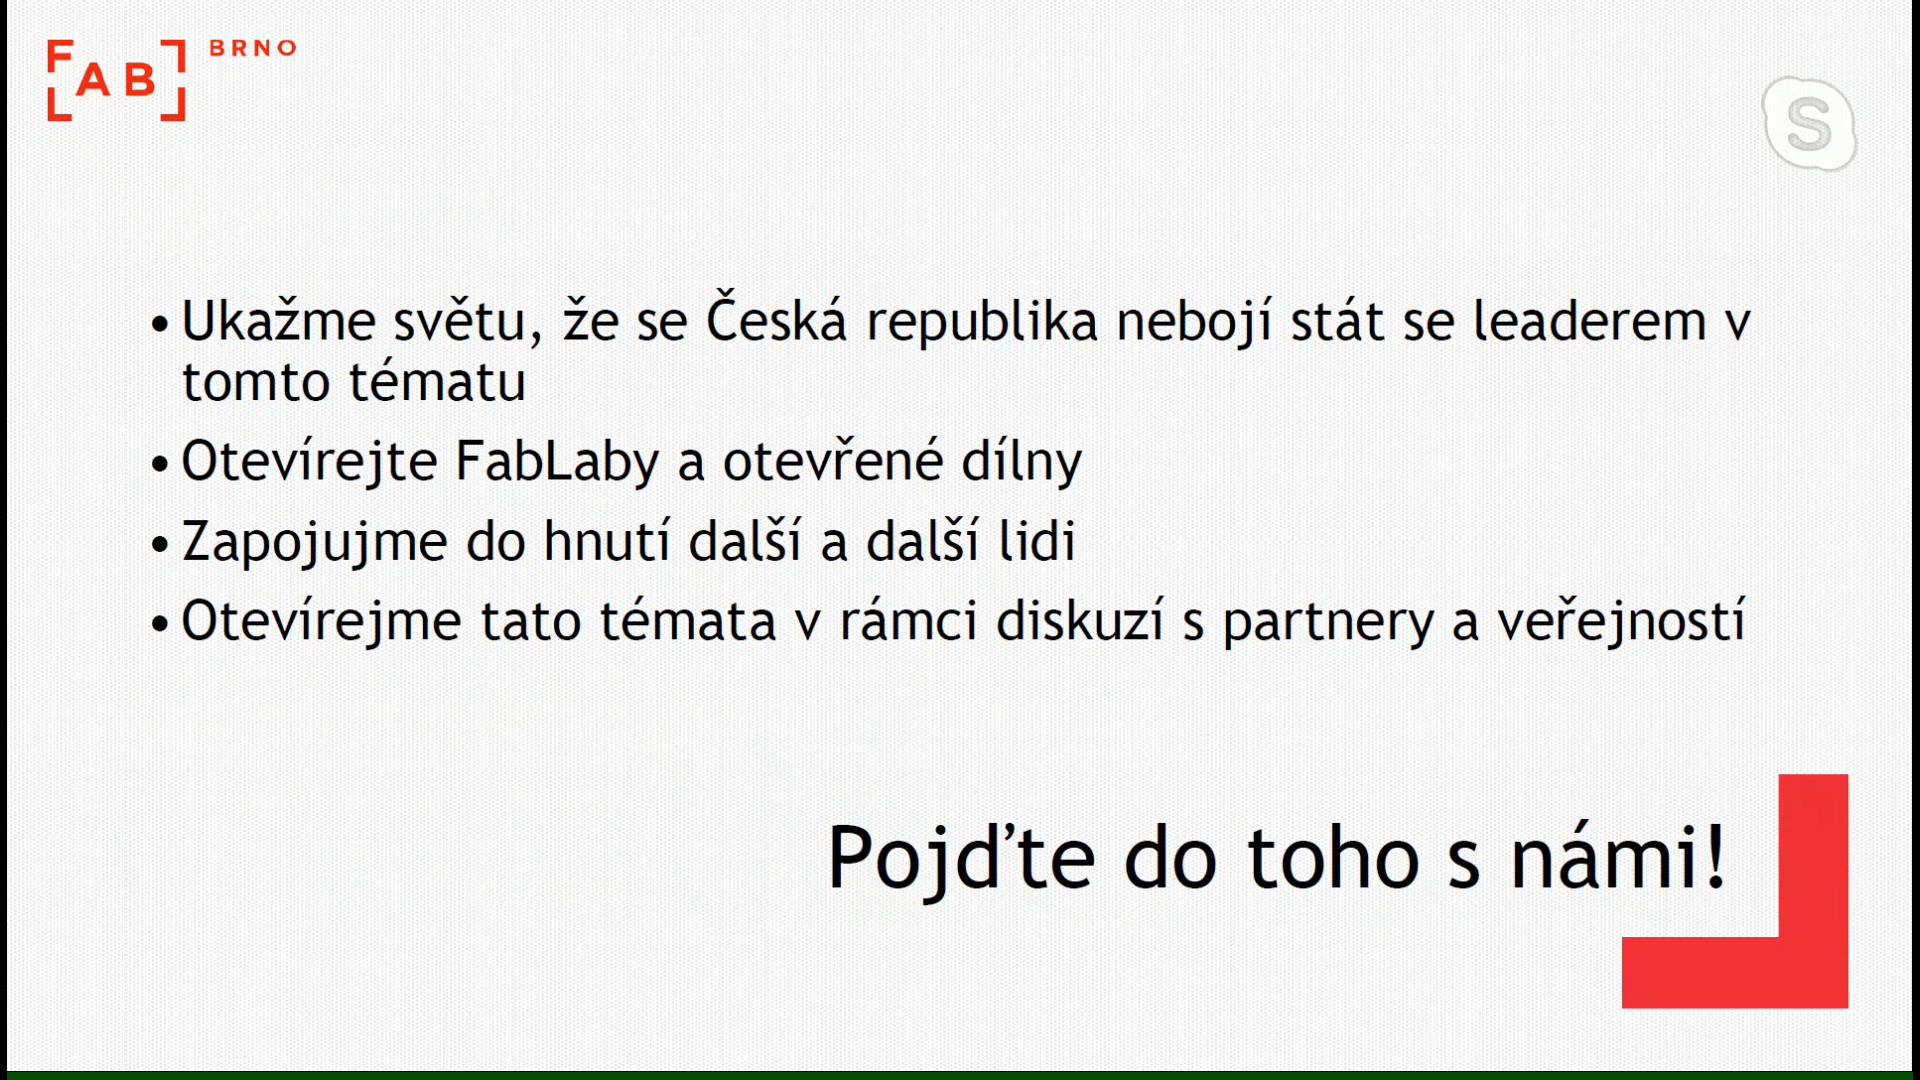 FAB BRNO
S
• Ukažme světu, že se Česká republika nebojí stát se leaderem v
tomto tématu
• Otevírejte FabLaby a otevřené dílny
• Zapojujme do hnutí další a další lidi
• Otevírejme tato témata v rámci diskuzí s partnery a veřejností
Pojďte do toho s námi!